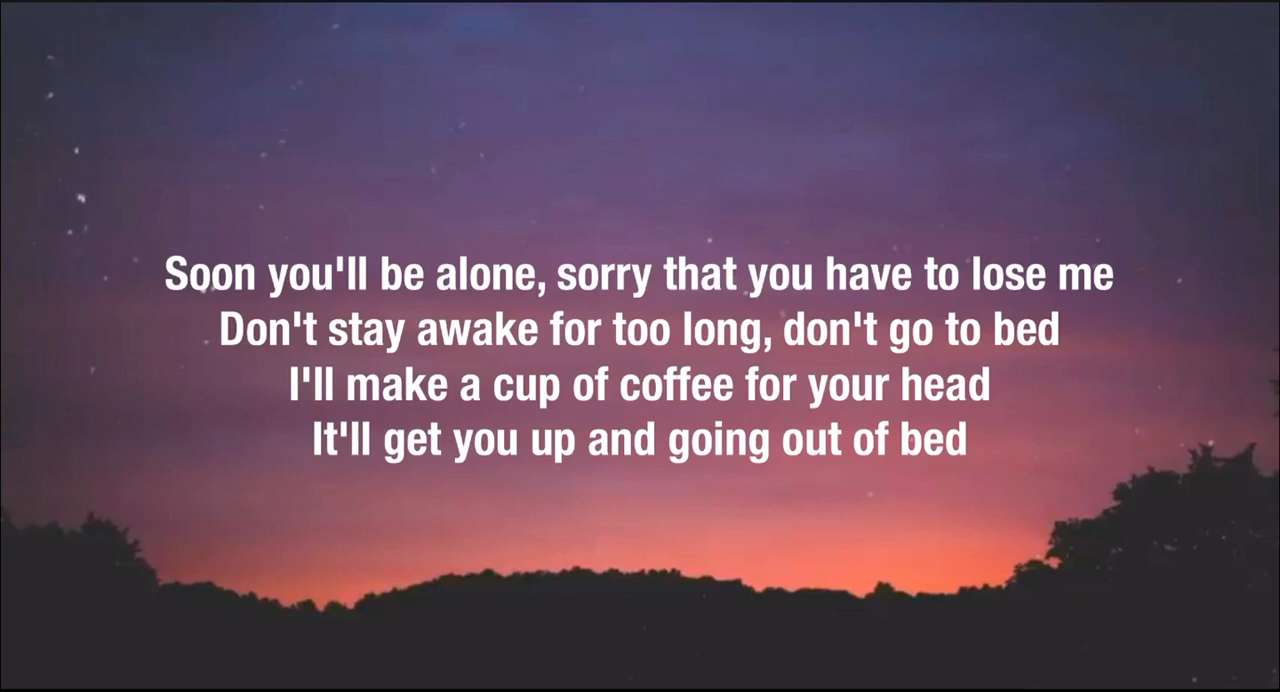 Soon you'll be alone, sorry that you have to lose me
Don't stay awake for too long, don't go to bed
I'll make a cup of coffee for your head
It'll get you up and going out of bed